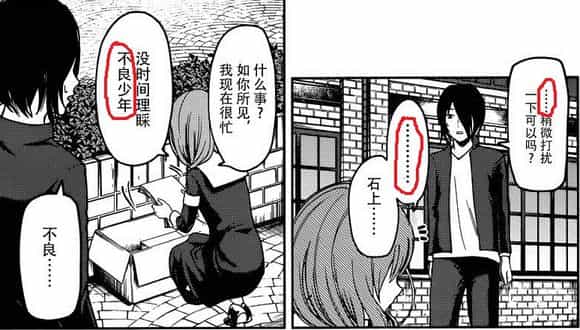 ……稍微打扰
一下可以吗？
…………
石上……
什么事？
如你所见，
我现在很忙
没时间理睬
不良少年
不良……